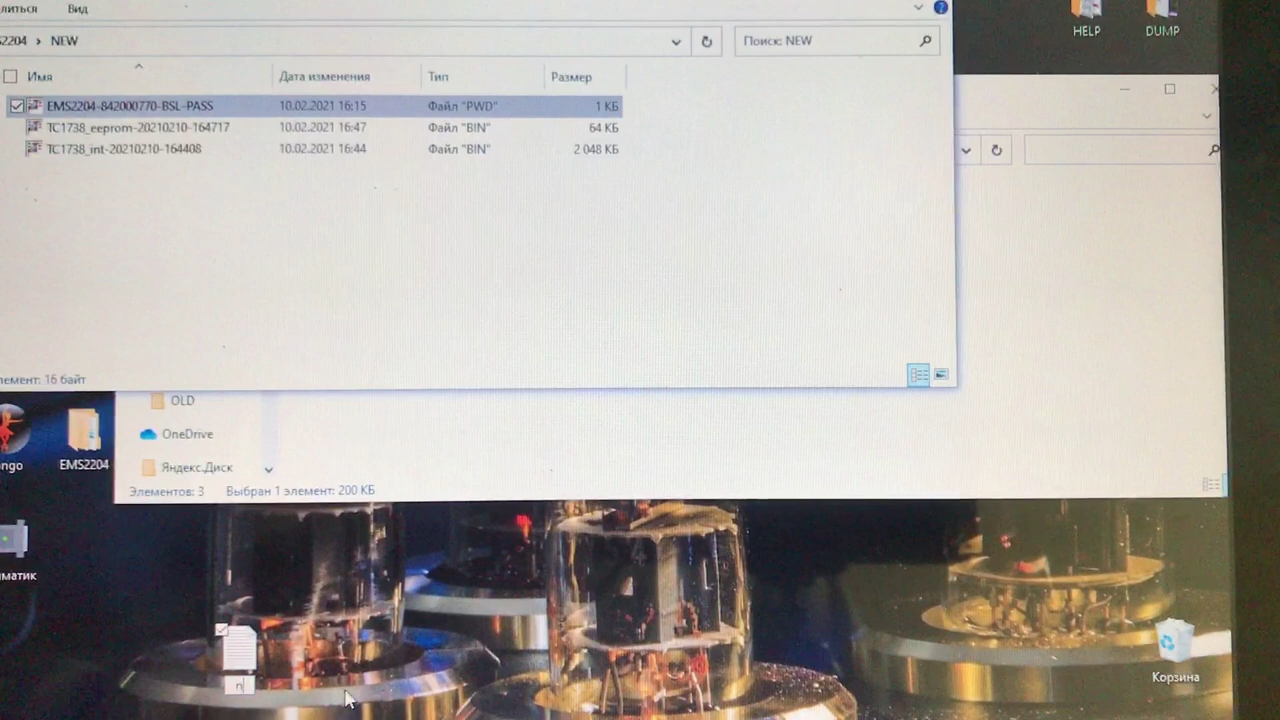 литься Вид
HELP DUMP
2204 › NEW
Поиск: NEW
Имя Дата изменения Тип Размер
EMS2204-842000770-BSL-PASS 10.02.2021 16:15 Файл "PWD" 1 КБ
TC1738_eeprom-20210210-164717 10.02.2021 16:47 Файл "BIN" 64 КБ
TC1738_int-20210210-164408 10.02.2021 16:44 Файл "BIN" 2 048 КБ
лемент: 16 байт
OLD
OneDrive
Яндекс.Диск
Элементов: 3 Выбран 1 элемент: 200 КБ
ngo EMS2204
матик
n
Корзина